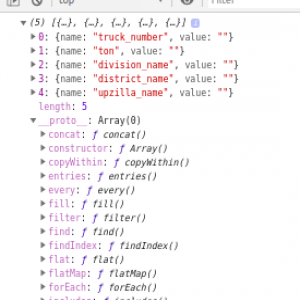 top
Filter
(5) [{…}, {…}, {…}, {…}, {…}]
0: {name: "truck_number", value: ""}
1: {name: "ton", value: ""}
2: {name: "division_name", value: ""}
3: {name: "district_name", value: ""}
4: {name: "upzilla_name", value: ""}
length: 5
__proto__: Array(0)
concat: ƒ concat()
constructor: ƒ Array()
copyWithin: ƒ copyWithin()
entries: ƒ entries()
every: ƒ every()
fill: ƒ fill()
filter: ƒ filter()
find: ƒ find()
findIndex: ƒ findIndex()
flat: ƒ flat()
flatMap: ƒ flatMap()
forEach: ƒ forEach()